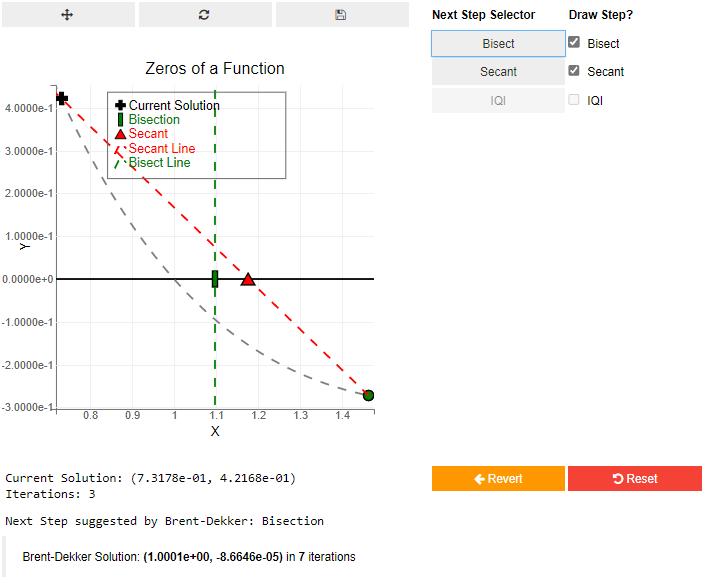 Next Step Selector Draw Step?
Bisect Bisect
Secant Secant
IQI IQI
Zeros of a Function
Current Solution
Bisection
Secant
Secant Line
Bisect Line
4.0000e-1
3.0000e-1
2.0000e-1
1.0000e-1
0.0000e+0
-1.0000e-1
-2.0000e-1
-3.0000e-1
Y
0.8 0.9 1 1.1 1.2 1.3 1.4
X
Current Solution: (7.3178e-01, 4.2168e-01)
Iterations: 3
Revert Reset
Next Step suggested by Brent-Dekker: Bisection
Brent-Dekker Solution: (1.0001e+00, -8.6646e-05) in 7 iterations